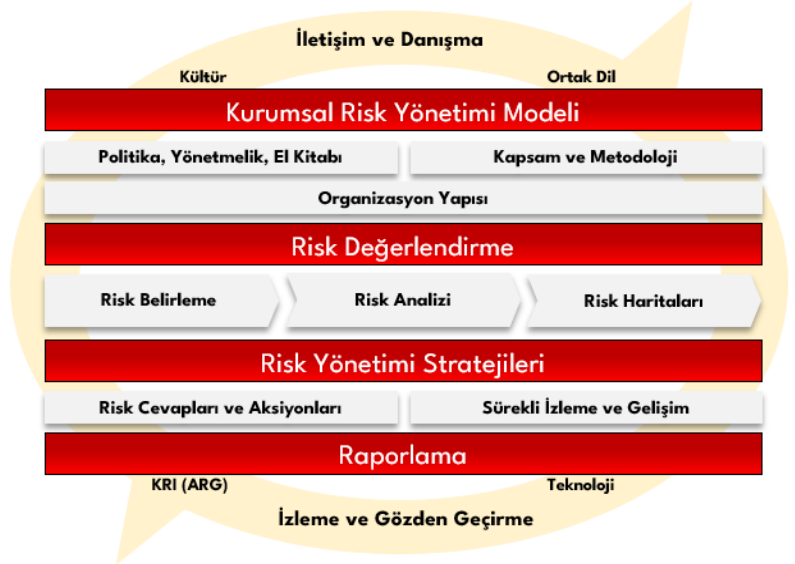 İletişim ve Danışma
Kültür
Ortak Dil
Kurumsal Risk Yönetimi Modeli
Politika, Yönetmelik, El Kitabı
Kapsam ve Metodoloji
Organizasyon Yapısı
Risk Değerlendirme
Risk Belirleme
Risk Analizi
Risk Haritaları
Risk Yönetimi Stratejileri
Risk Cevapları ve Aksiyonları
Sürekli İzleme ve Gelişim
Raporlama
KRI (ARG)
Teknoloji
İzleme ve Gözden Geçirme